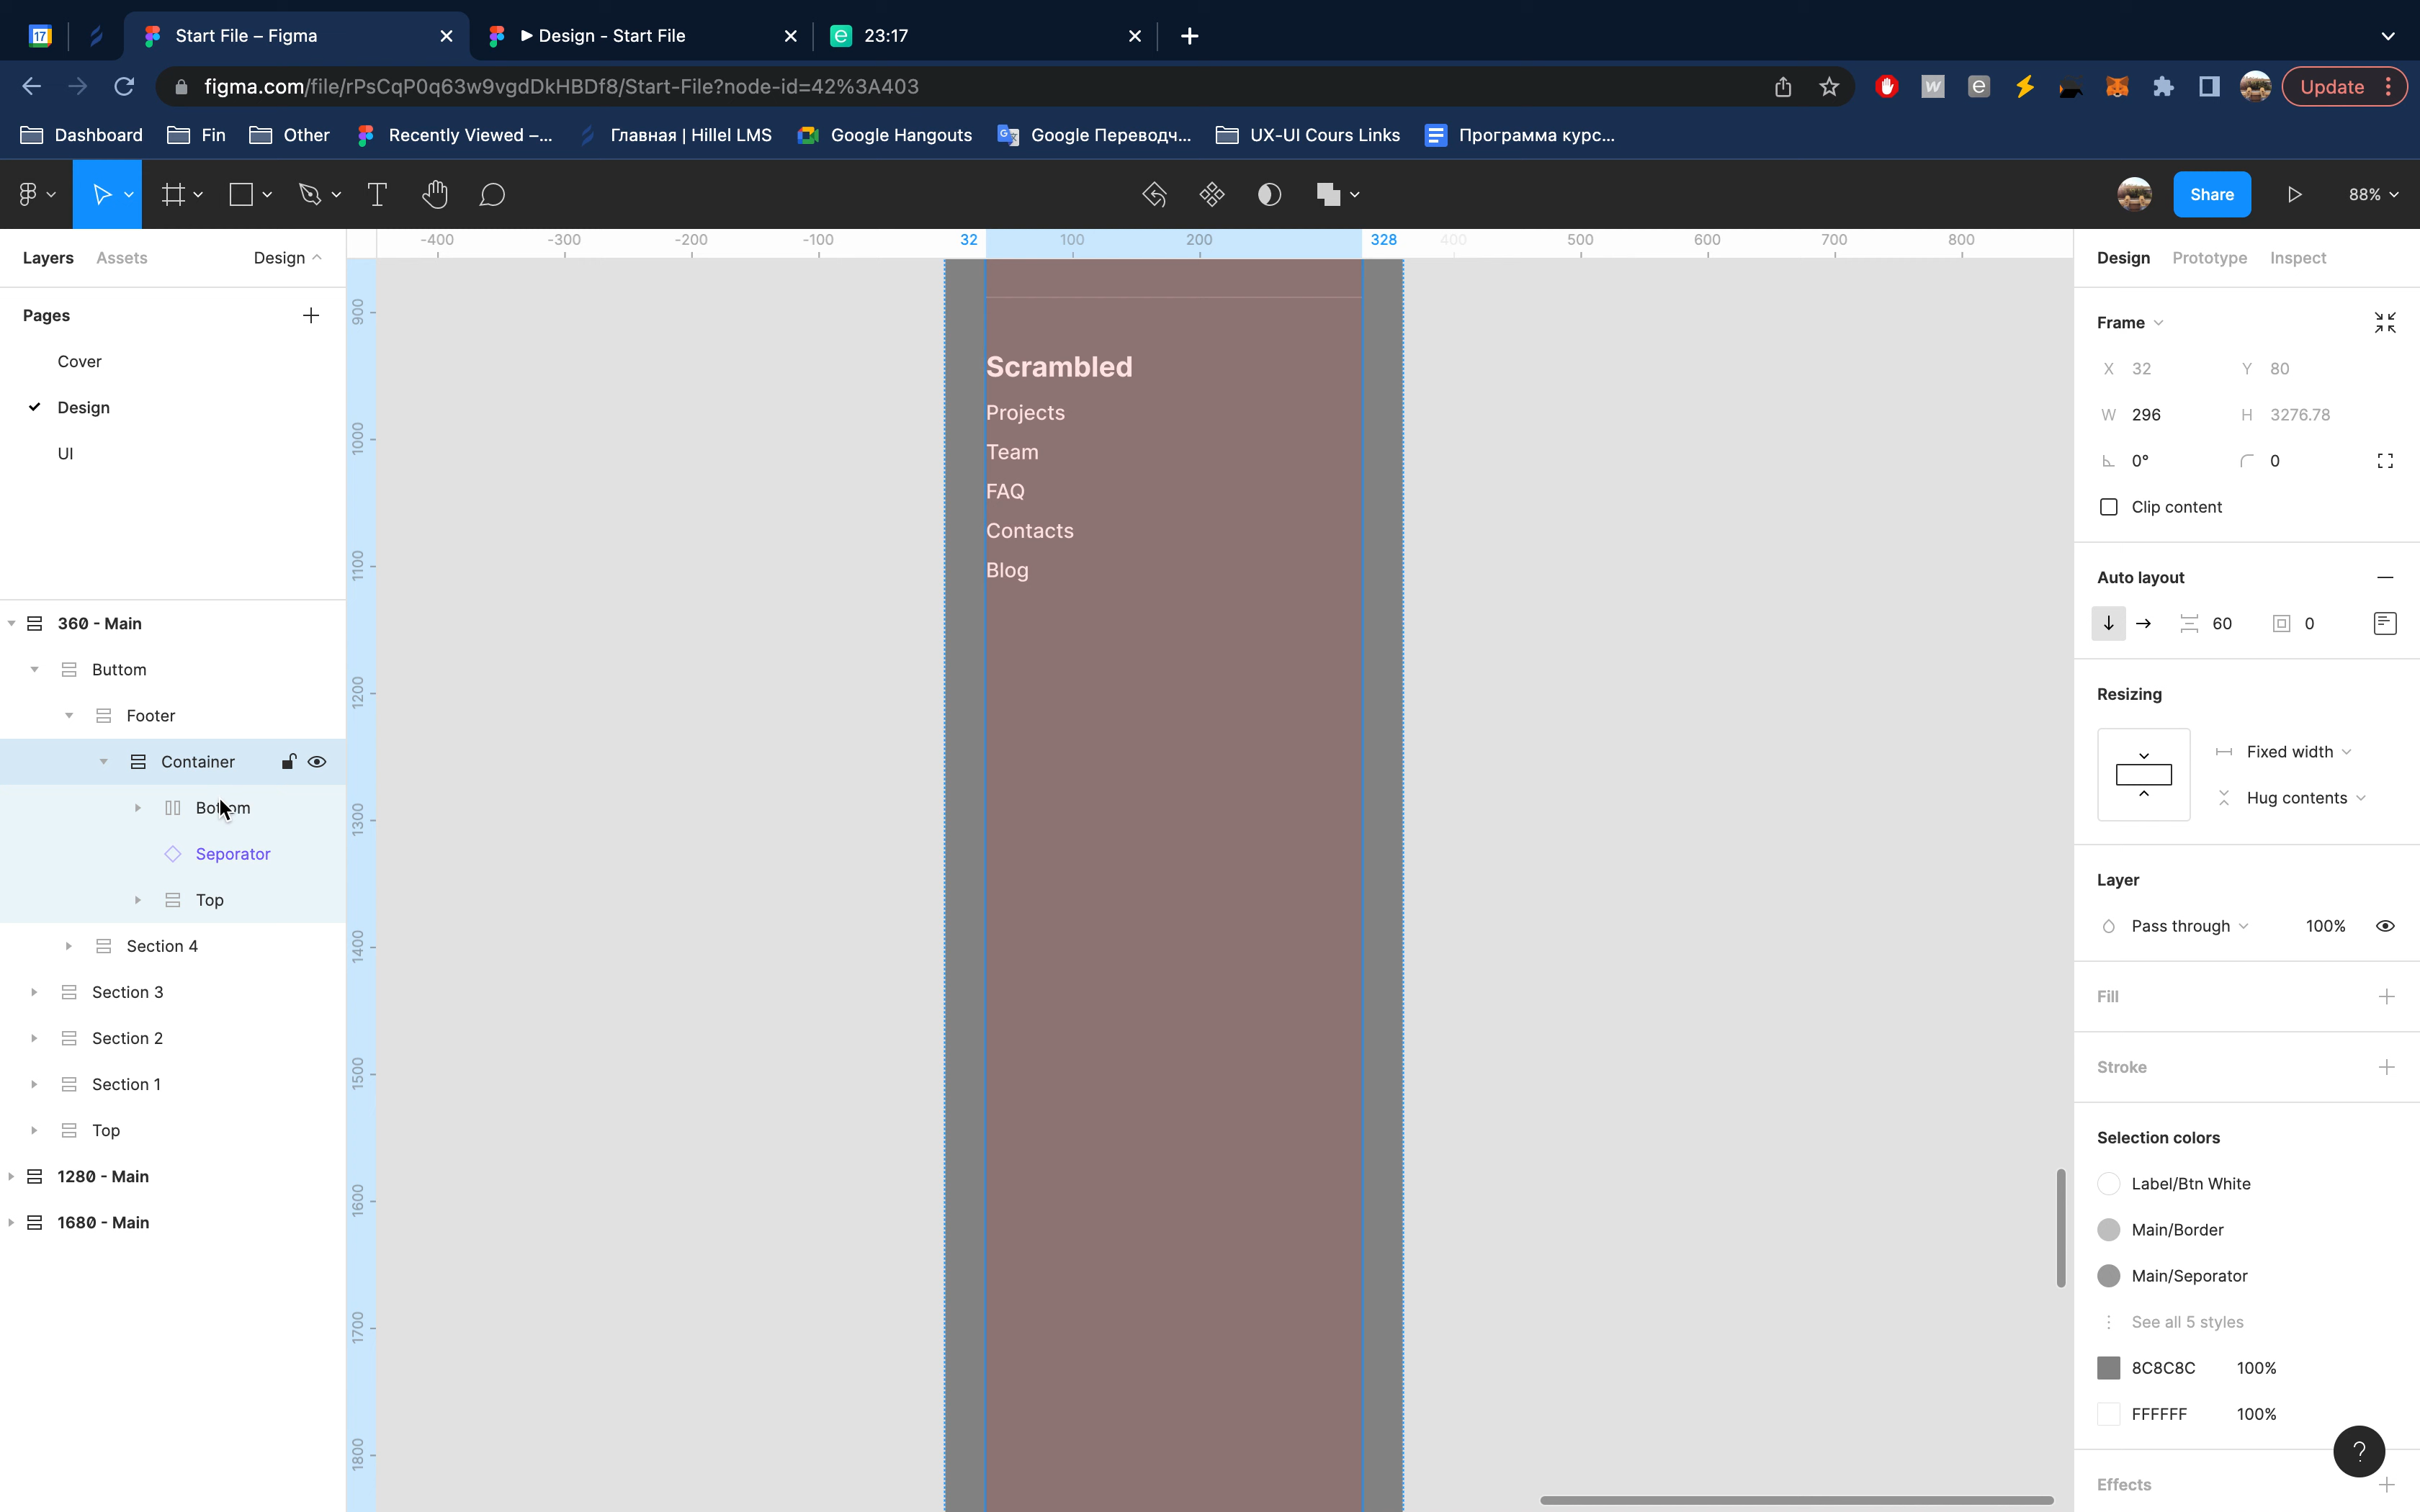 17
Start File – Figma
Design - Start File
23:17
figma.com/file/rPsCqP0q63w9vgdDkHBDf8/Start-File?node-id=42%3A403
Update
Dashboard
Fin
Other
Recently Viewed –...
Главная | Hillel LMS
Google Hangouts
Google Переводч...
UX-UI Cours Links
Программа курс...
Share
88%
Layers
Assets
Design
-400
-300
-200
-100
32
100
200
328
400
500
600
700
800
Design
Prototype
Inspect
Pages
Cover
Design
UI
360 - Main
Buttom
Footer
Container
Bottom
Seporator
Top
Section 4
Section 3
Section 2
Section 1
Top
1280 - Main
1680 - Main
900
1000
1100
1200
1300
1400
1500
1600
1700
1800
Scrambled
Projects
Team
FAQ
Contacts
Blog
Frame
X 32
Y 80
W 296
H 3276.78
0°
0
Clip content
Auto layout
60
0
Resizing
Fixed width
Hug contents
Layer
Pass through
100%
Fill
Stroke
Selection colors
Label/Btn White
Main/Border
Main/Seporator
See all 5 styles
8C8C8C 100%
FFFFFF 100%
?
Effects